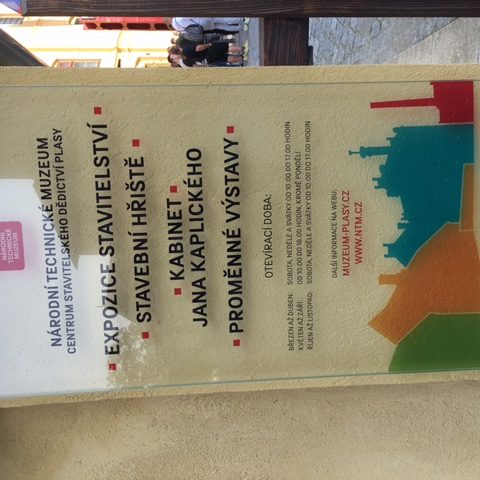 NÁRODNÍ
TECHNICKÉ
MUZEUM
NÁRODNÍ TECHNICKÉ MUZEUM
CENTRUM STAVITELSKÉHO DĚDICTVÍ PLASY
EXPOZICE STAVITELSTVÍ
STAVEBNÍ HŘIŠTĚ
KABINET
JANA KAPLICKÉHO
PROMĚNNÉ VÝSTAVY
OTEVÍRACÍ DOBA:
BŘEZEN AŽ DUBEN: SOBOTA, NEDĚLE A SVÁTKY OD 10.00 DO 17.00 HODIN
KVĚTEN AŽ ZÁŘÍ: OD 10.00 DO 18.00 HODIN, KROMĚ PONDĚLÍ
ŘÍJEN AŽ LISTOPAD: SOBOTA, NEDĚLE A SVÁTKY OD 10.00 DO 17.00 HODIN
DALŠÍ INFORMACE NA WEBU:
MUZEUM-PLASY.CZ
WWW.NTM.CZ